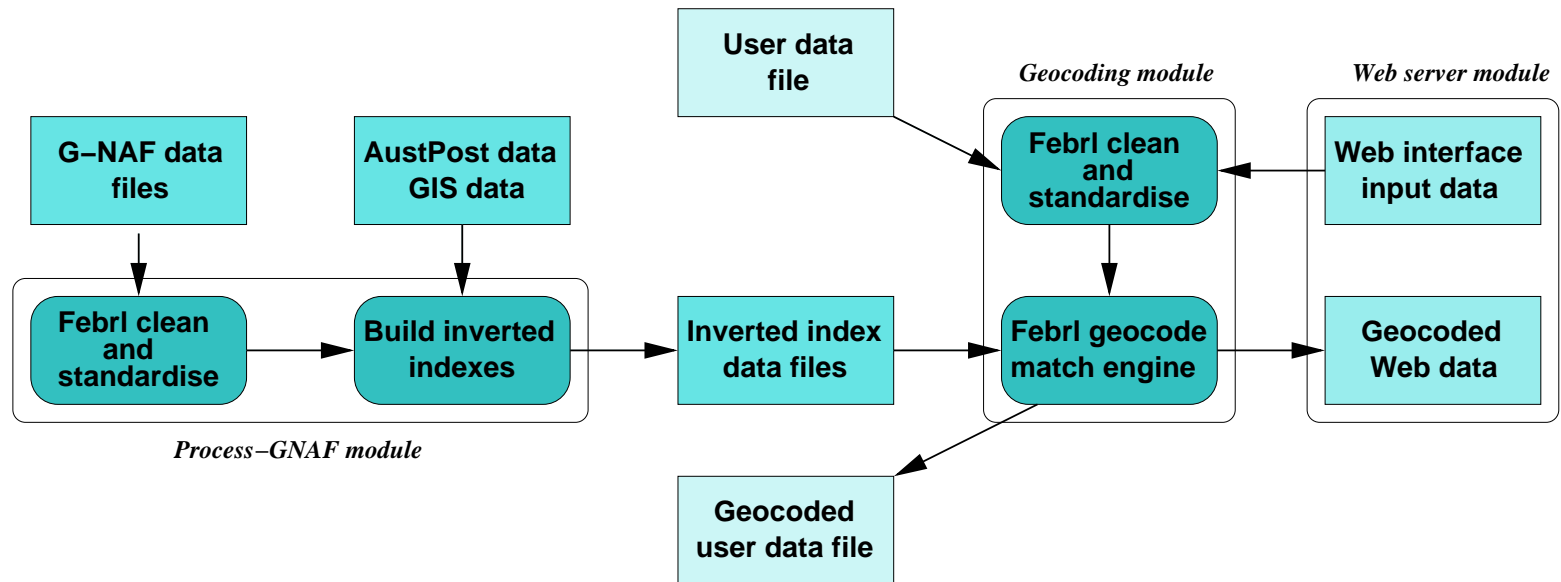 User data
file
Geocoding module
Web server module
G–NAF data
files
AustPost data
GIS data
Febrl clean
and
standardise
Web interface
input data
Febrl clean
and
standardise
Build inverted
indexes
Inverted index
data files
Febrl geocode
match engine
Geocoded
Web data
Process–GNAF module
Geocoded
user data file